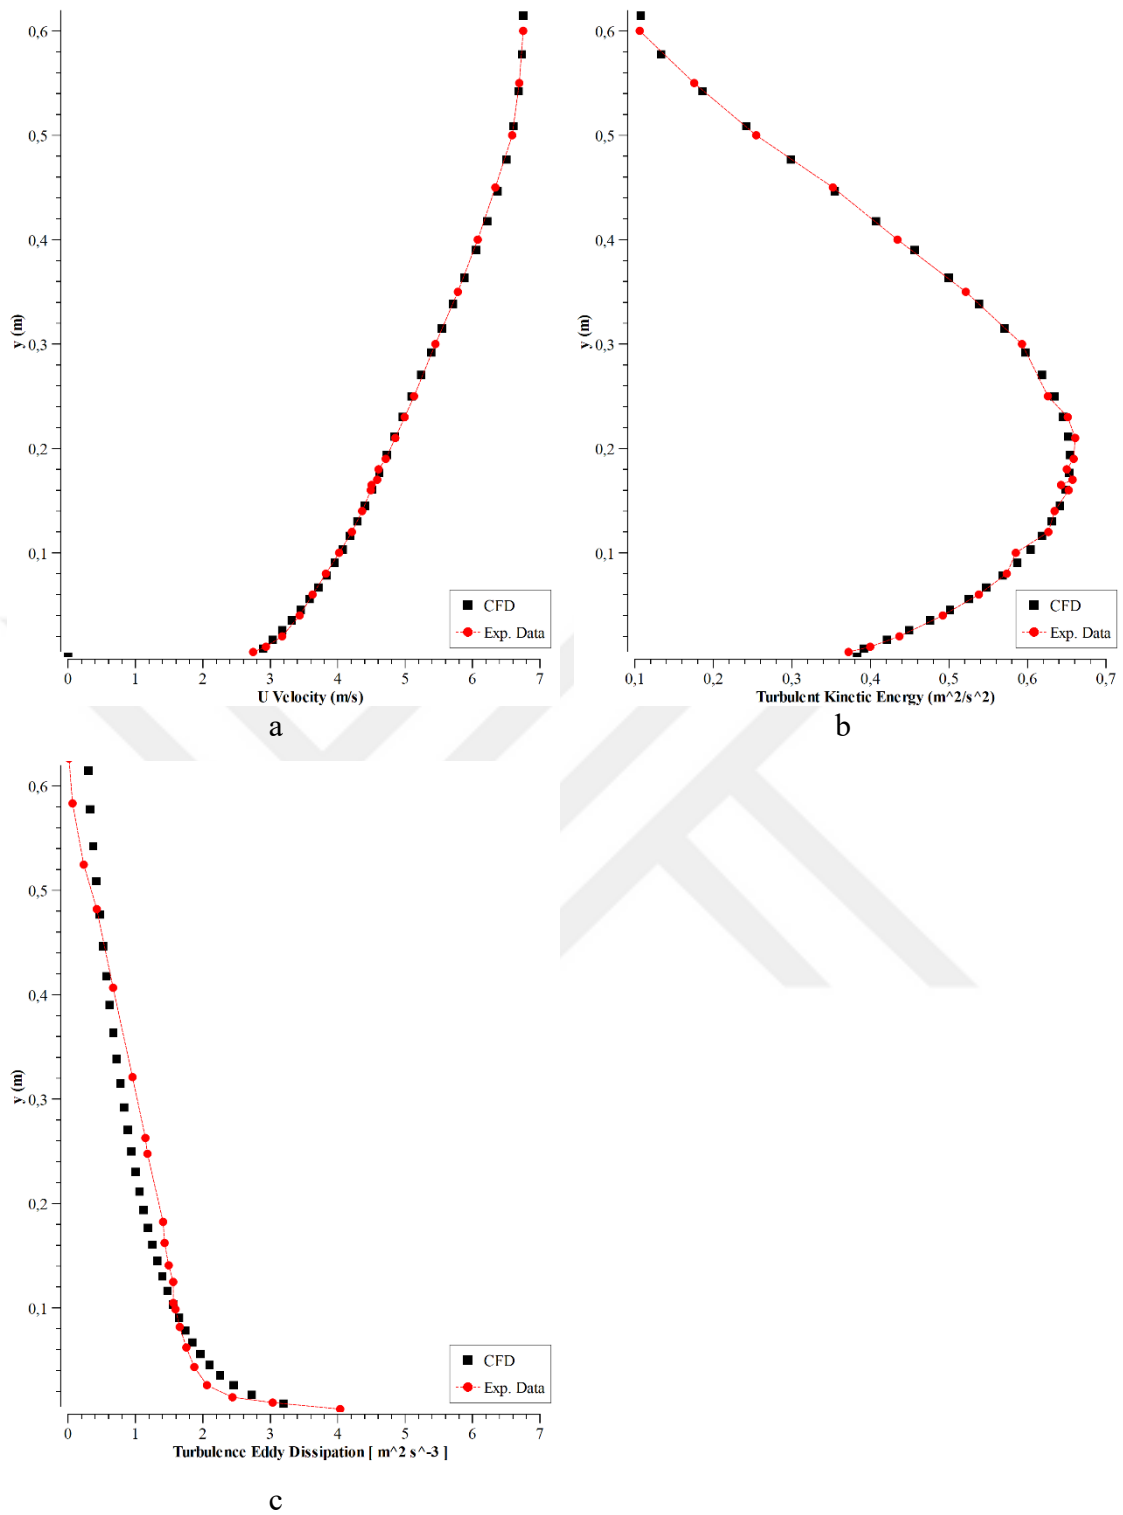 0,6
0,5
0,4
0,3
0,2
0,1
y (m)
CFD
Exp. Data
0 1 2 3 4 5 6 7
U Velocity (m/s)
a
0,6
0,5
0,4
0,3
0,2
0,1
y (m)
CFD
Exp. Data
0,1 0,2 0,3 0,4 0,5 0,6 0,7
Turbulent Kinetic Energy (m^2/s^2)
b
0,6
0,5
0,4
0,3
0,2
0,1
y (m)
CFD
Exp. Data
0 1 2 3 4 5 6 7
Turbulence Eddy Dissipation [ m^2 s^-3 ]
c